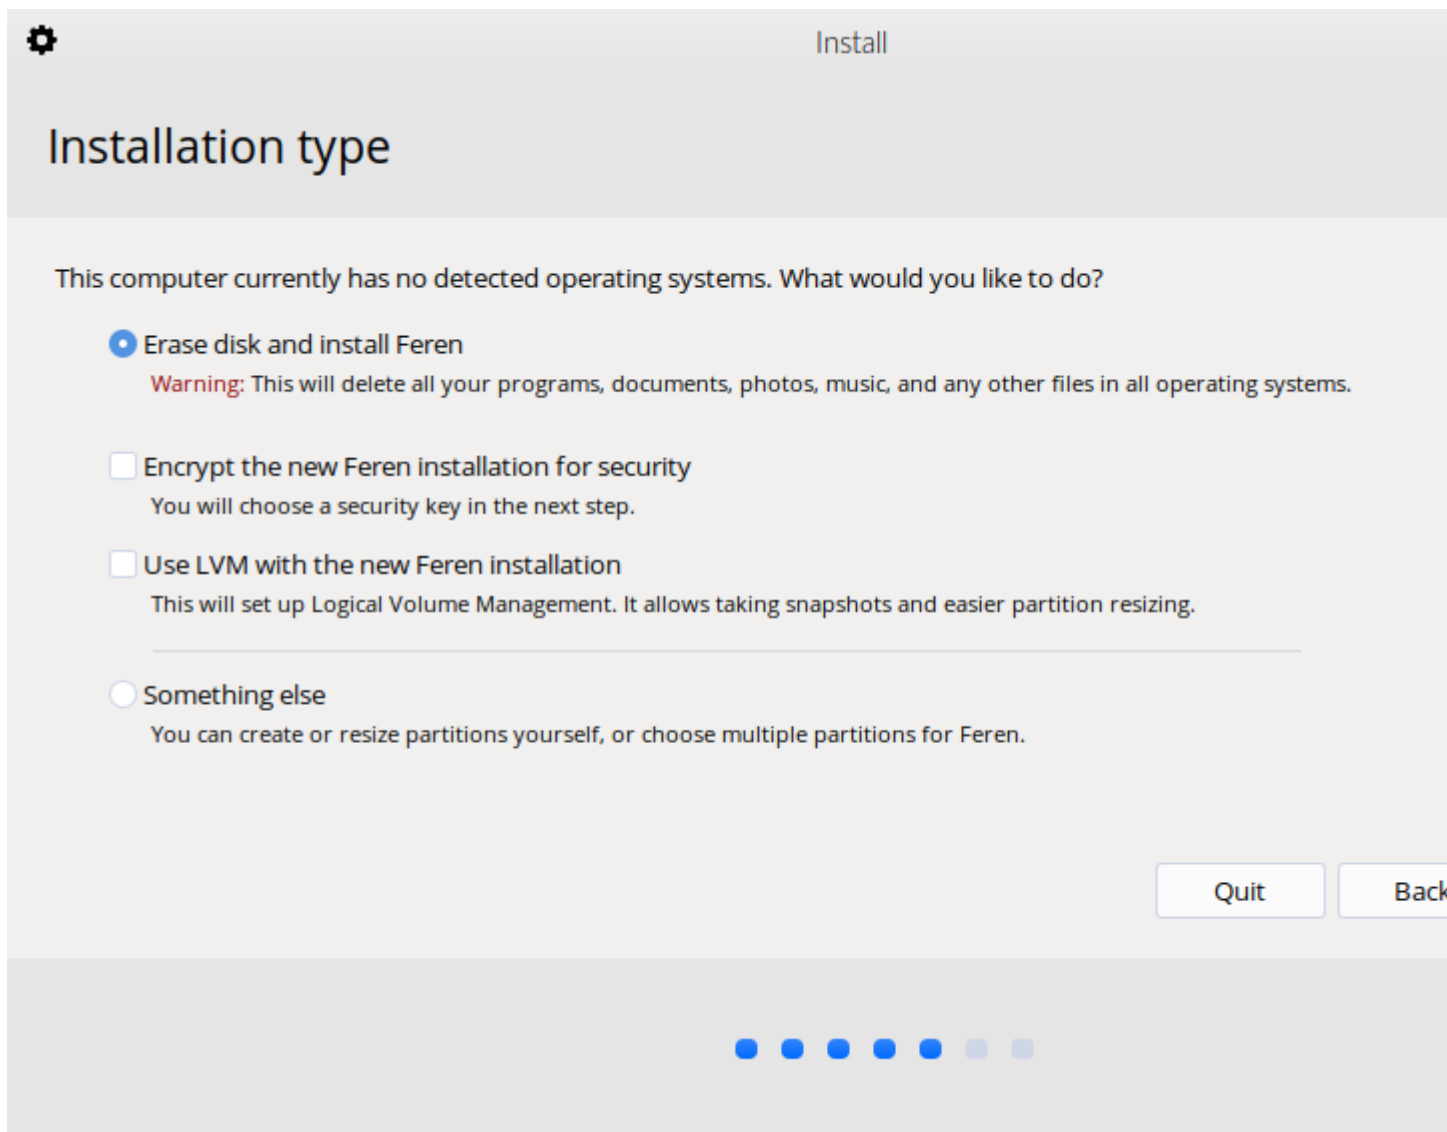 Install
Installation type
This computer currently has no detected operating systems. What would you like to do?
Erase disk and install Feren
Warning: This will delete all your programs, documents, photos, music, and any other files in all operating systems.
Encrypt the new Feren installation for security
You will choose a security key in the next step.
Use LVM with the new Feren installation
This will set up Logical Volume Management. It allows taking snapshots and easier partition resizing.
Something else
You can create or resize partitions yourself, or choose multiple partitions for Feren.
Quit Back